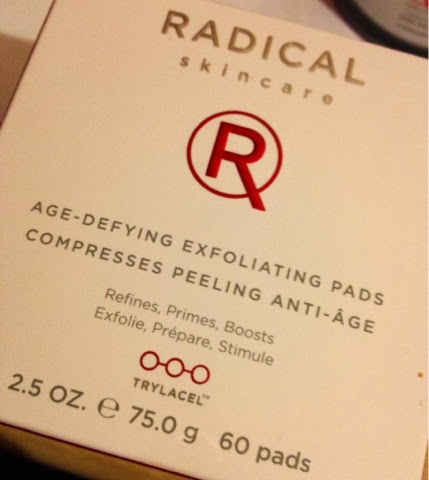 RADICAL
skincare
R
AGE-DEFYING EXFOLIATING PADS
COMPRESSES PEELING ANTI-ÂGE
Refines, Primes, Boosts
Exfolie, Prépare, Stimule
TRYLACEL™
2.5 OZ. ℮ 75.0 g 60 pads